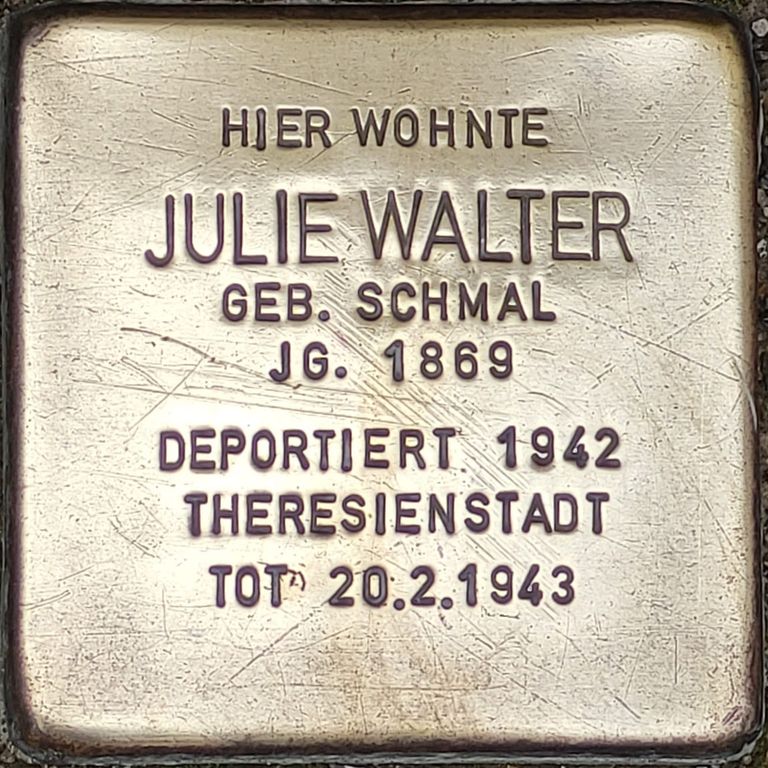 HIER WOHNTE
JULIE WALTER
GEB. SCHMAL
JG. 1869
DEPORTIERT 1942
THERESIENSTADT
TOT 20.2.1943